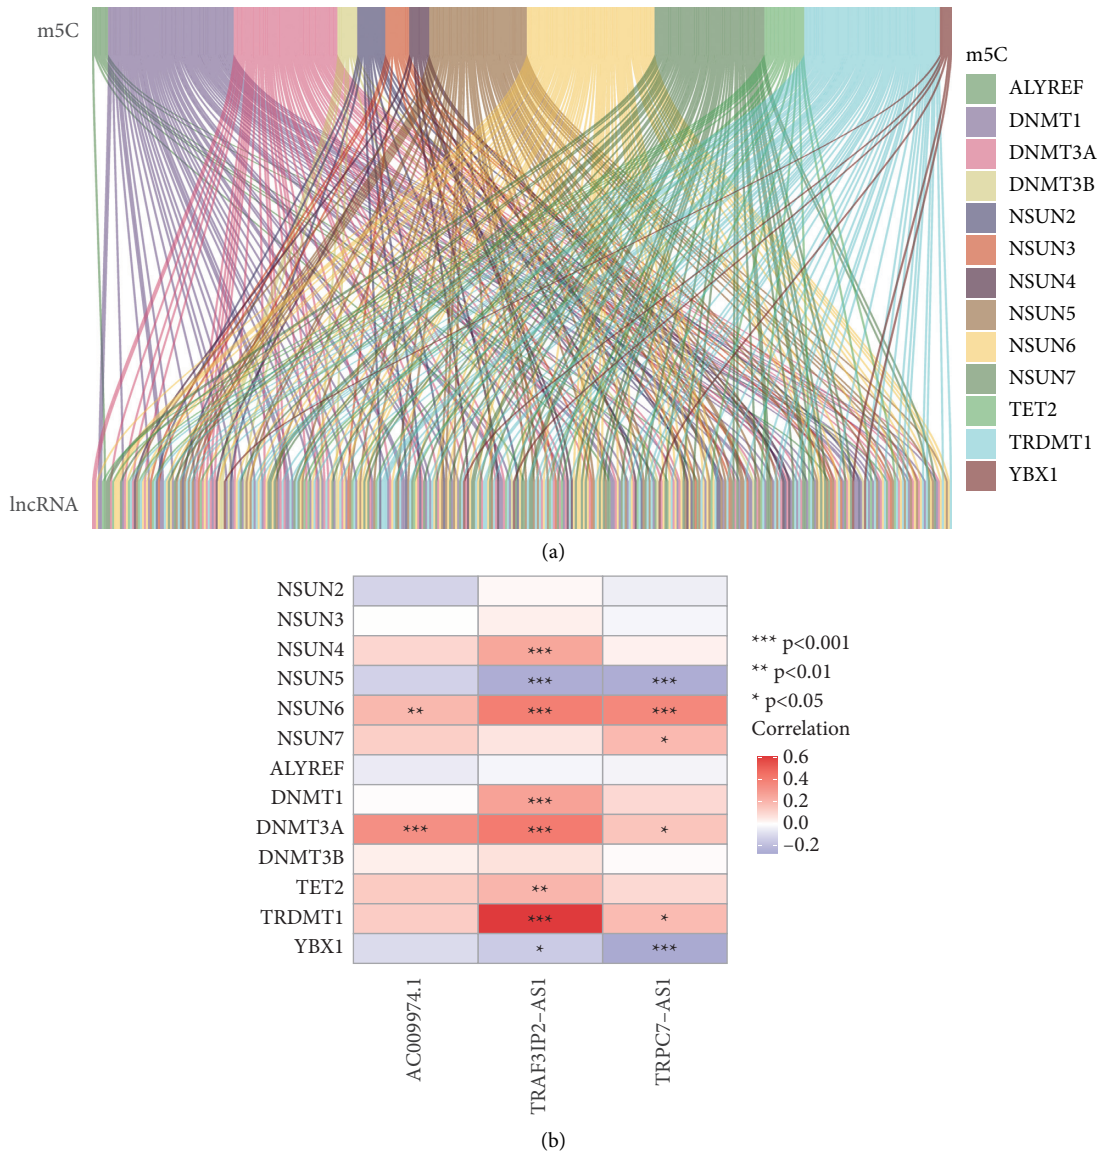 m5C
lncRNA
m5C
ALYREF
DNMT1
DNMT3A
DNMT3B
NSUN2
NSUN3
NSUN4
NSUN5
NSUN6
NSUN7
TET2
TRDMT1
YBX1
(a)
NSUN2
NSUN3
NSUN4 ***
NSUN5 *** ***
NSUN6 ** *** ***
NSUN7 *
ALYREF
DNMT1 ***
DNMT3A *** *** *
DNMT3B
TET2 **
TRDMT1 *** *
YBX1 * ***
AC009974.1
TRAF3IP2−AS1
TRPC7−AS1
*** p<0.001
** p<0.01
* p<0.05
Correlation
0.6
0.4
0.2
0.0
−0.2
(b)